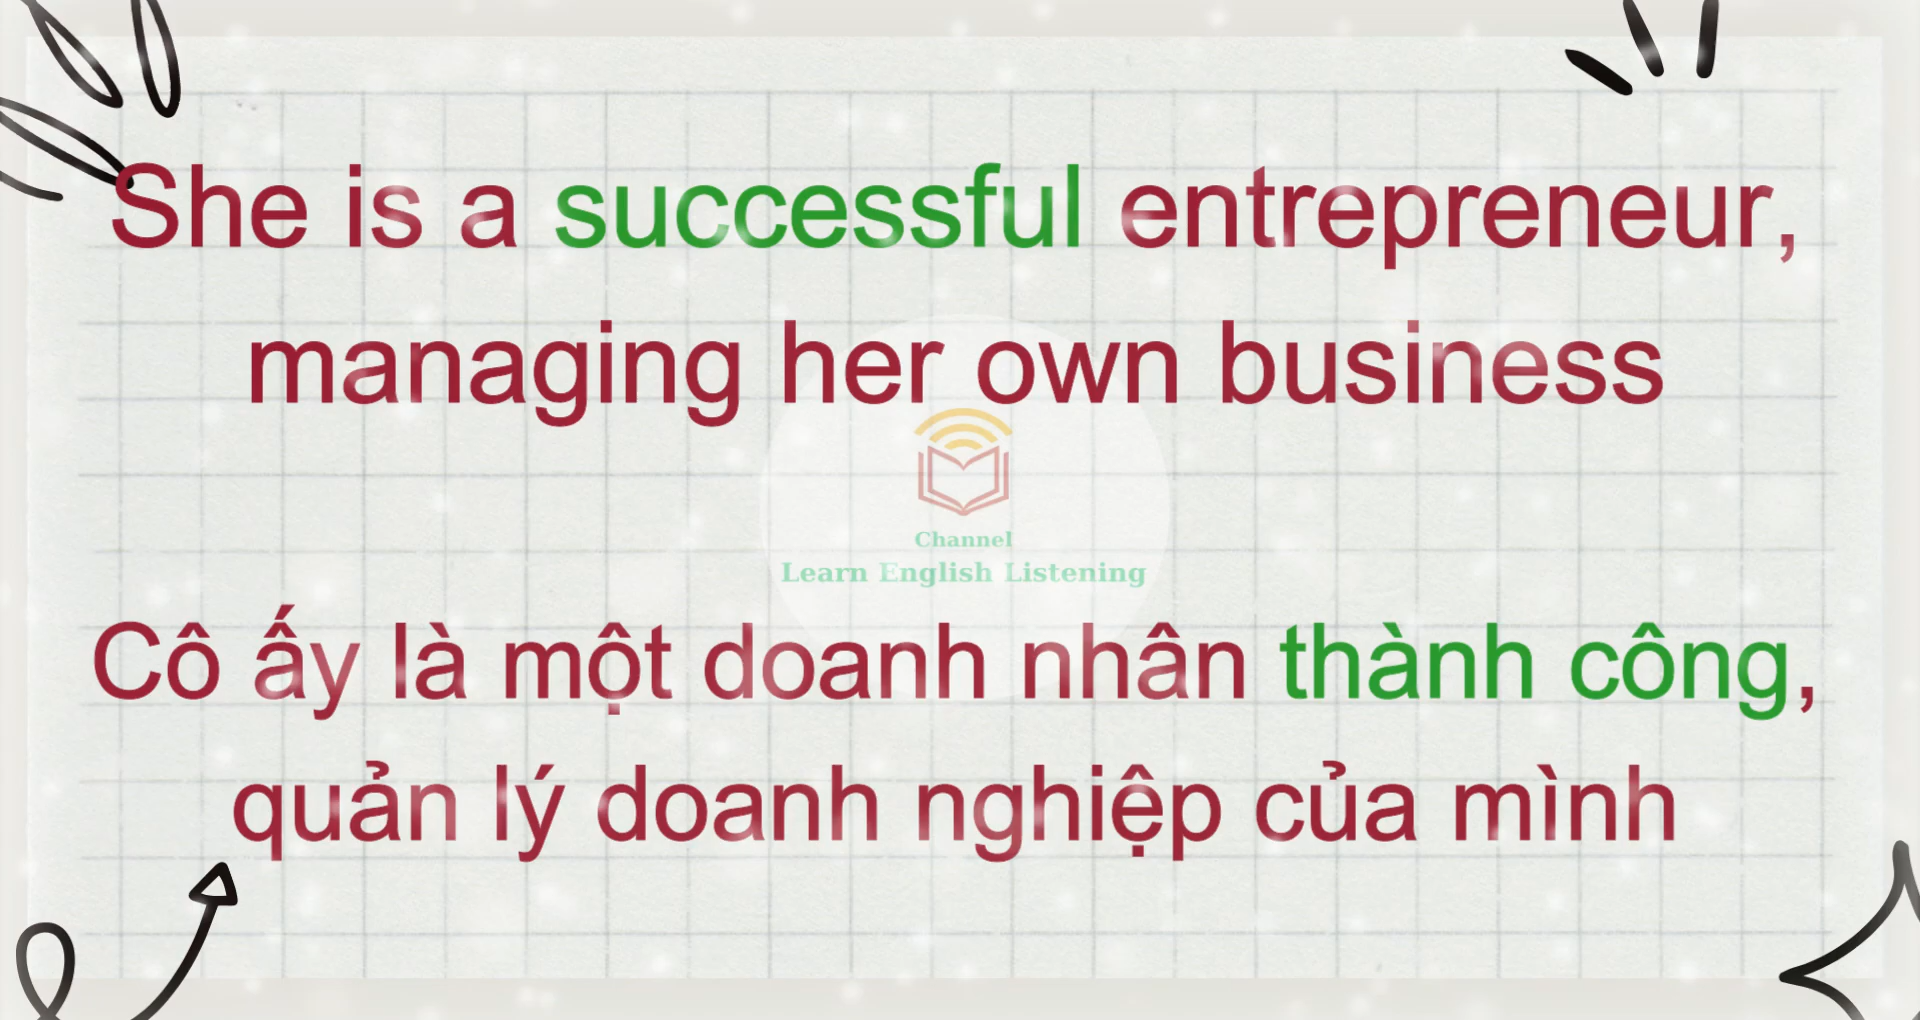 She is a successful entrepreneur,
managing her own business
Channel
Learn English Listening
Cô ấy là một doanh nhân thành công,
quản lý doanh nghiệp của mình